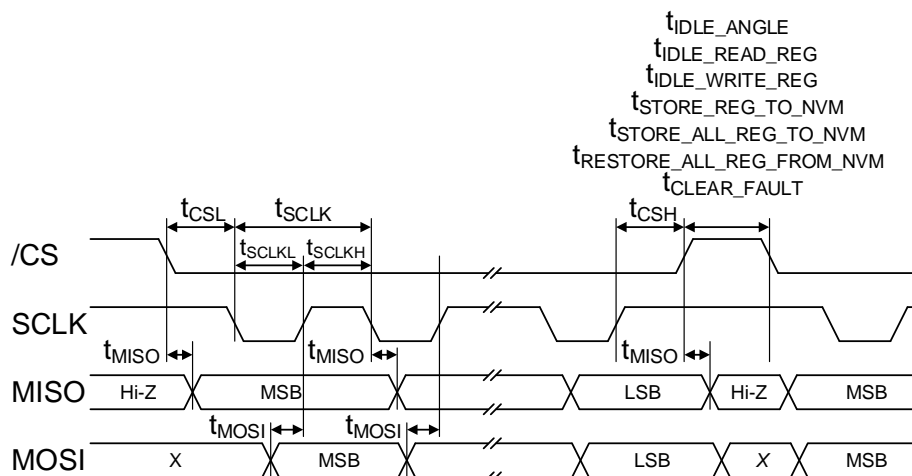 tIDLE_ANGLE
tIDLE_READ_REG
tIDLE_WRITE_REG
tSTORE_REG_TO_NVM
tSTORE_ALL_REG_TO_NVM
tRESTORE_ALL_REG_FROM_NVM
tCLEAR_FAULT
tCSL tSCLK tCSH
/CS tSCLKL tSCLKH
SCLK
tMISO tMISO tMISO
MISO Hi-Z MSB LSB Hi-Z MSB
tMOSI tMOSI
MOSI X MSB LSB X MSB